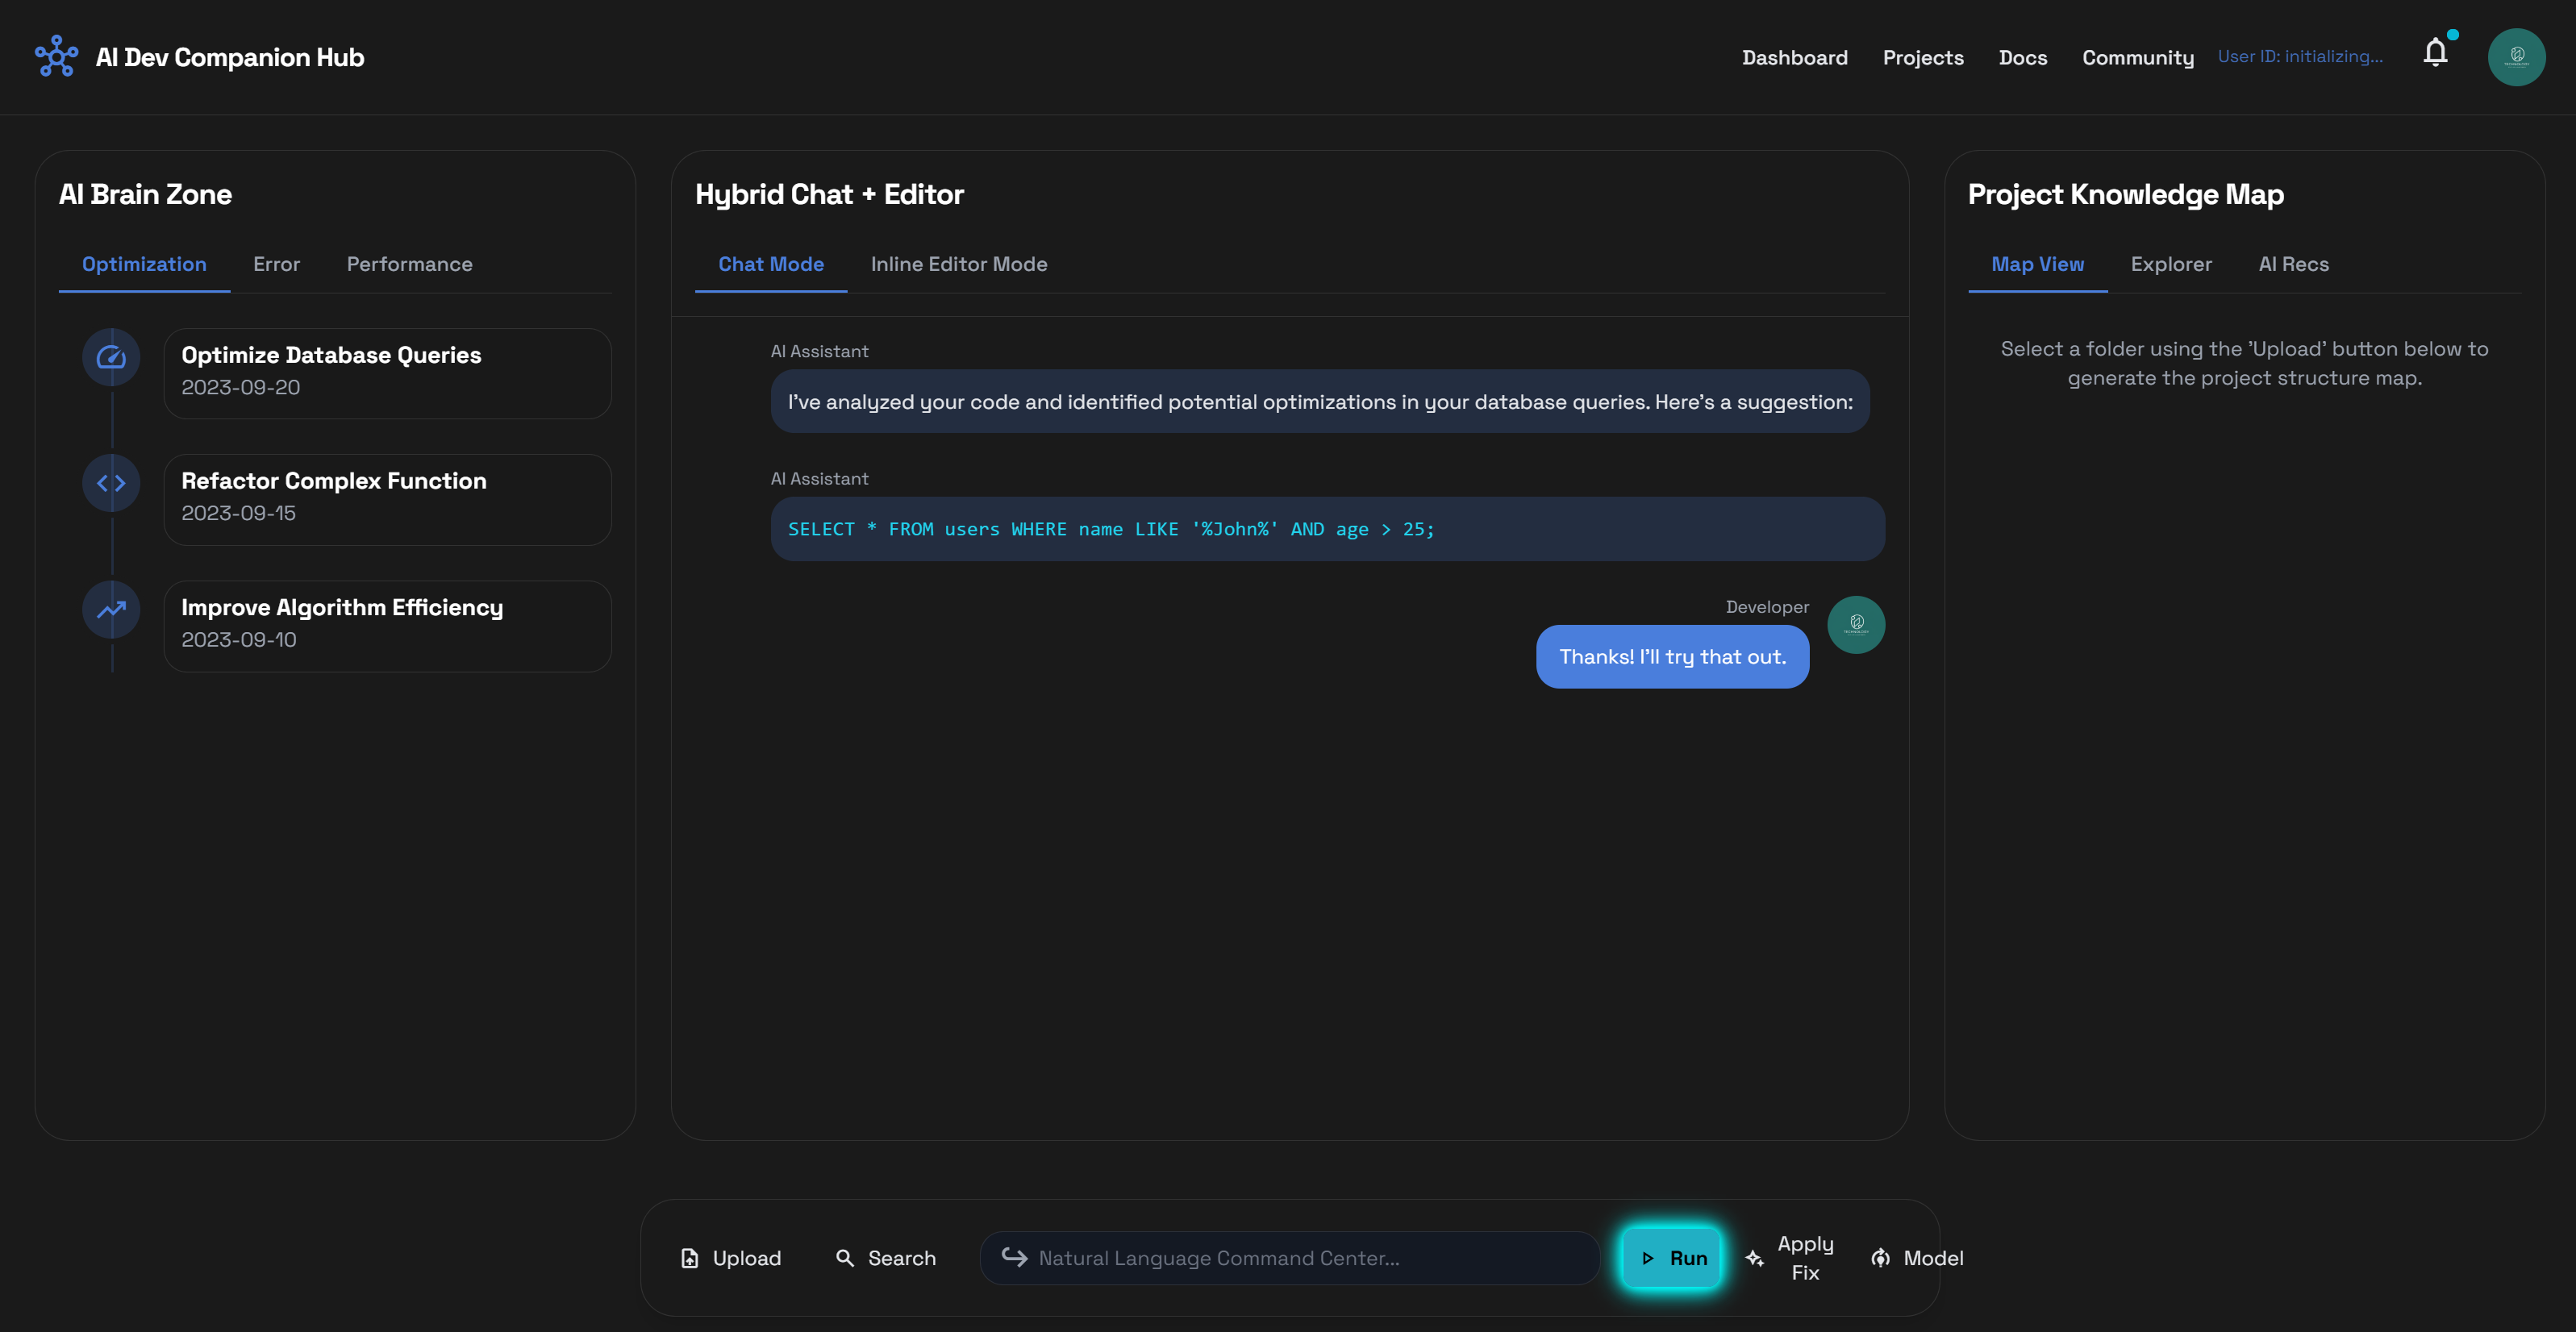 AI Dev Companion Hub
Dashboard
Projects
Docs
Community
User ID: initializing...
AI Brain Zone
Optimization
Error
Performance
Optimize Database Queries
2023-09-20
Refactor Complex Function
2023-09-15
Improve Algorithm Efficiency
2023-09-10
Hybrid Chat + Editor
Chat Mode
Inline Editor Mode
AI Assistant
I've analyzed your code and identified potential optimizations in your database queries. Here's a suggestion:
AI Assistant
SELECT * FROM users WHERE name LIKE '%John%' AND age > 25;
Developer
Thanks! I'll try that out.
TECHNOLOGY
Project Knowledge Map
Map View
Explorer
AI Recs
Select a folder using the 'Upload' button below to
generate the project structure map.
Upload
Search
Natural Language Command Center...
Run
Apply
Fix
Model